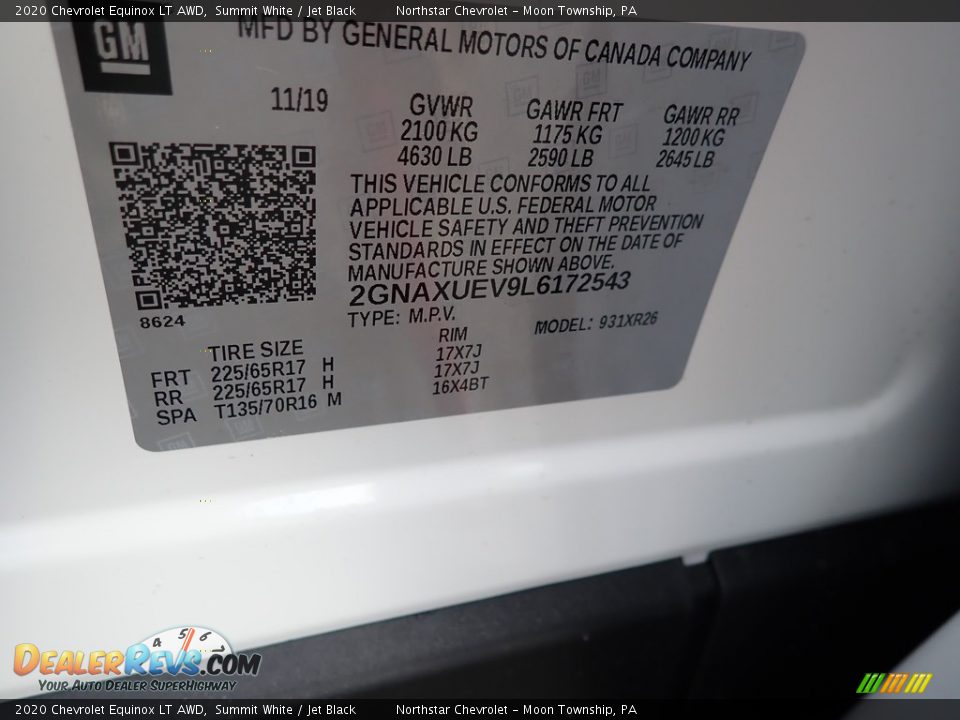 2020 Chevrolet Equinox LT AWD, Summit White / Jet Black Northstar Chevrolet - Moon Township, PA
GM
MFD BY GENERAL MOTORS OF CANADA COMPANY
11/19 GVWR GAWR FRT GAWR RR
2100 KG 1175 KG 1200 KG
4630 LB 2590 LB 2645 LB
THIS VEHICLE CONFORMS TO ALL
APPLICABLE U.S. FEDERAL MOTOR
VEHICLE SAFETY AND THEFT PREVENTION
STANDARDS IN EFFECT ON THE DATE OF
MANUFACTURE SHOWN ABOVE.
2GNAXUEV9L6172543
8624
TYPE: M.P.V. MODEL: 931XR26
TIRE SIZE RIM
FRT 225/65R17 H 17X7J
RR 225/65R17 H 17X7J
SPA T135/70R16 M 16X4BT
4 5 6 7
DEALERREVS.COM
YOUR AUTO DEALER SUPERHIGHWAY
2020 Chevrolet Equinox LT AWD, Summit White / Jet Black Northstar Chevrolet - Moon Township, PA